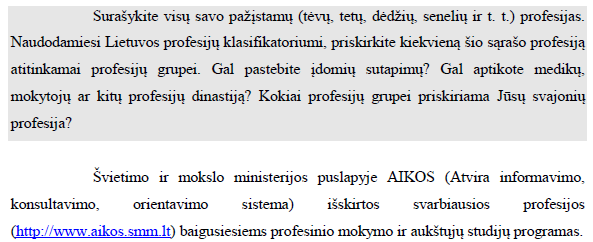 Surašykite visų savo pažįstamų (tėvų, tetų, dėdžių, senelių ir t. t.) profesijas.
Naudodamiesi Lietuvos profesijų klasifikatoriumi, priskirkite kiekvieną šio sąrašo profesiją
atitinkamai profesijų grupei. Gal pastebite įdomių sutapimų? Gal aptikote medikų,
mokytojų ar kitų profesijų dinastiją? Kokiai profesijų grupei priskiriama Jūsų svajonių
profesija?
Švietimo ir mokslo ministerijos puslapyje AIKOS (Atvira informavimo,
konsultavimo, orientavimo sistema) išskirtos svarbiausios profesijos
(http://www.aikos.smm.lt) baigusiesiems profesinio mokymo ir aukštųjų studijų programas.